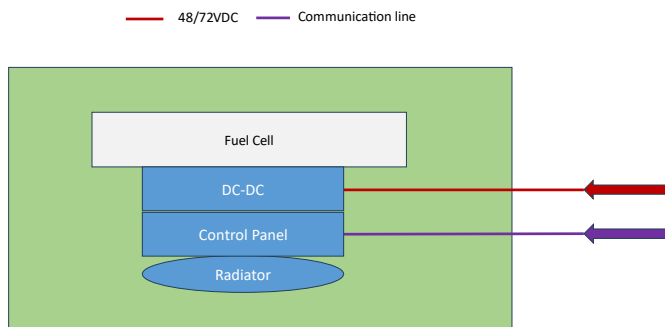 48/72VDC
Communication line
Fuel Cell
DC-DC
Control Panel
Radiator